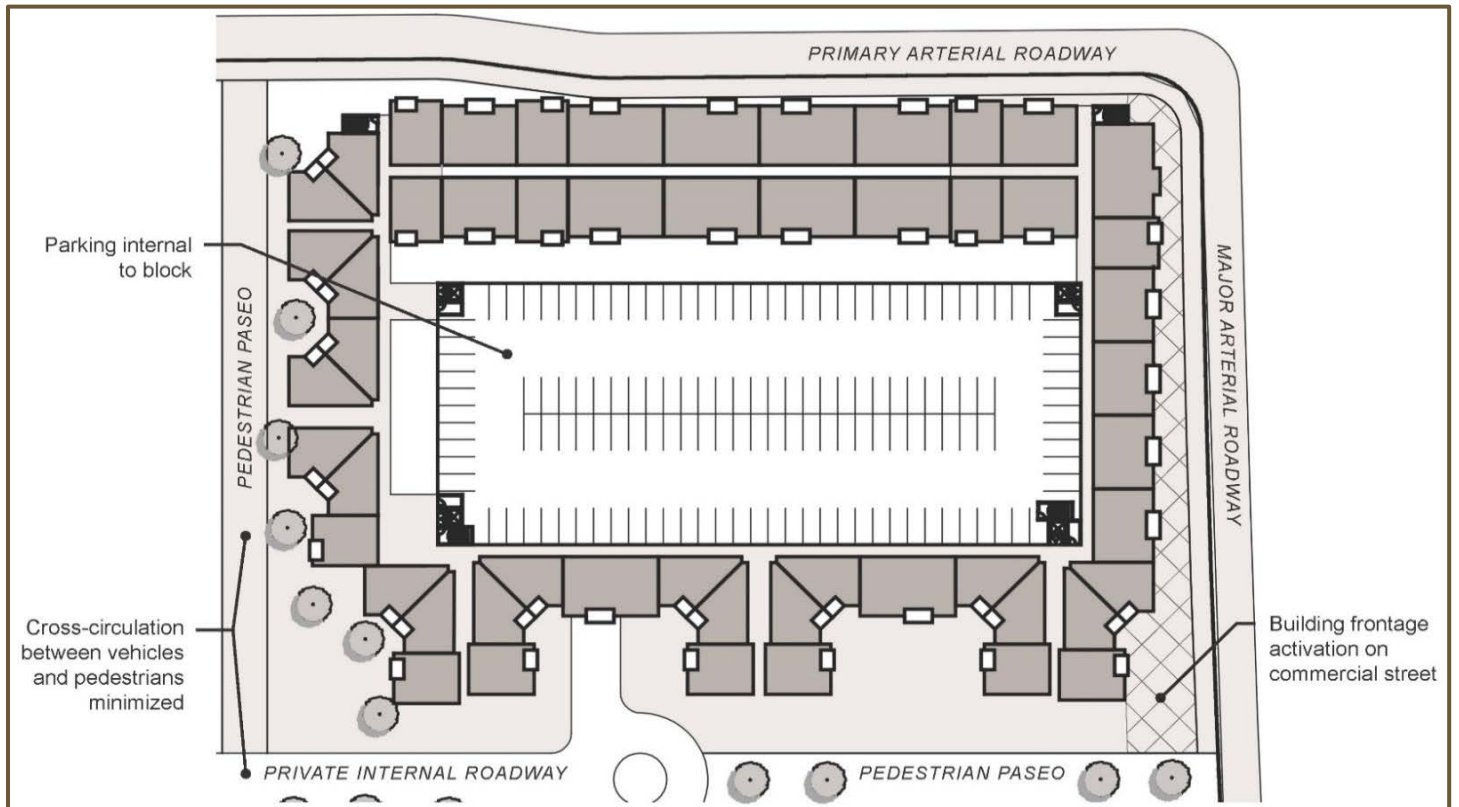 PRIMARY ARTERIAL ROADWAY
Parking internal
to block
MAJOR ARTERIAL ROADWAY
PEDESTRIAN PASEO
Cross-circulation
between vehicles
and pedestrians
minimized
Building frontage
activation on
commercial street
PRIVATE INTERNAL ROADWAY
PEDESTRIAN PASEO